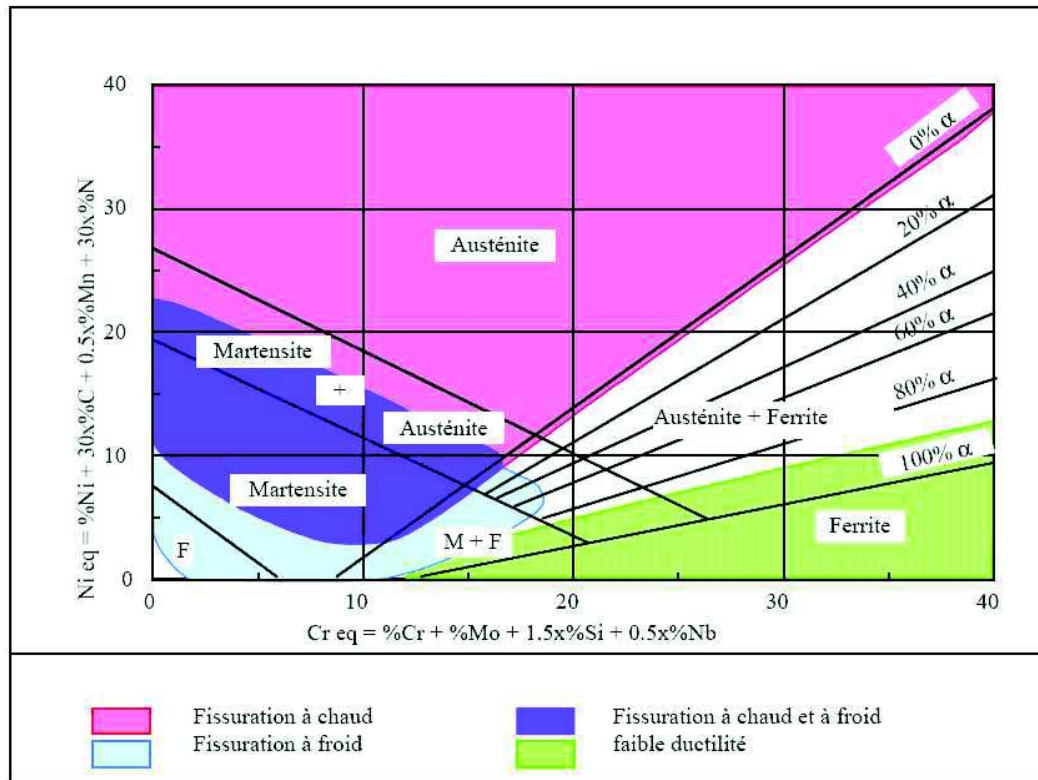 40
30
20
10
0
Ni eq = %Ni + 30x%C + 0.5x%Mn + 30x%N
0% α
20% α
40% α
60% α
80% α
100% α
Austénite
Martensite
+
Austénite
Austénite + Ferrite
Martensite
M + F
Ferrite
F
0
10
20
30
40
Cr eq = %Cr + %Mo + 1.5x%Si + 0.5x%Nb
Fissuration à chaud
Fissuration à froid
Fissuration à chaud et à froid
faible ductilité